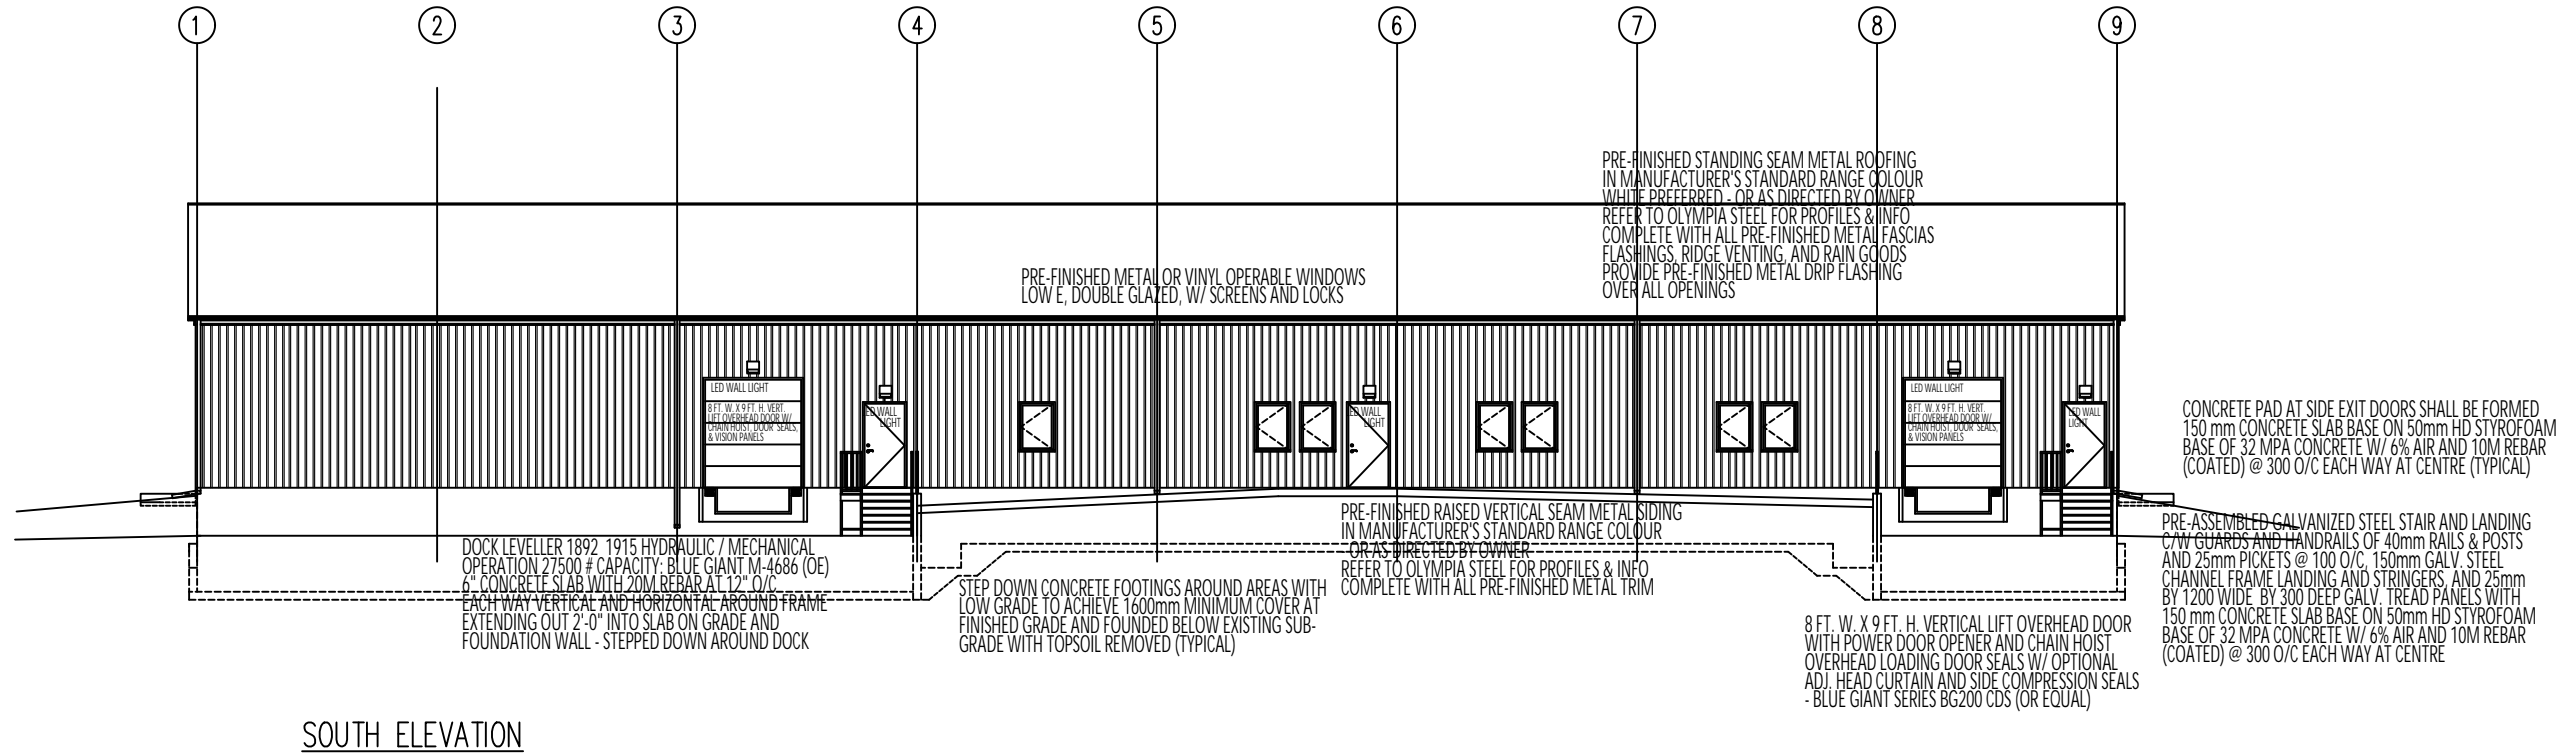 1 2 3 4 5 6 7 8 9
PRE-FINISHED STANDING SEAM METAL ROOFING
IN MANUFACTURER'S STANDARD RANGE COLOUR
WHITE PREFERRED - OR AS DIRECTED BY OWNER
REFER TO OLYMPIA STEEL FOR PROFILES & INFO
COMPLETE WITH ALL PRE-FINISHED METAL FASCIAS
FLASHINGS, RIDGE VENTING, AND RAIN GOODS
PROVIDE PRE-FINISHED METAL DRIP FLASHING
OVER ALL OPENINGS
PRE-FINISHED METAL OR VINYL OPERABLE WINDOWS
LOW E, DOUBLE GLAZED, W/ SCREENS AND LOCKS
LED WALL LIGHT
8 FT. W. X 9 FT. H. VERT.
LIFT OVERHEAD DOOR W/
CHAIN HOIST, DOOR SEALS,
& VISION PANELS
LED WALL
LIGHT
LED WALL
LIGHT
LED WALL LIGHT
8 FT. W. X 9 FT. H. VERT.
LIFT OVERHEAD DOOR W/
CHAIN HOIST, DOOR SEALS,
& VISION PANELS
LED WALL
LIGHT
CONCRETE PAD AT SIDE EXIT DOORS SHALL BE FORMED
150 mm CONCRETE SLAB BASE ON 50mm HD STYROFOAM
BASE OF 32 MPA CONCRETE W/ 6% AIR AND 10M REBAR
(COATED) @ 300 O/C EACH WAY AT CENTRE (TYPICAL)
DOCK LEVELLER 1892 1915 HYDRAULIC / MECHANICAL
OPERATION 27500 # CAPACITY: BLUE GIANT M-4686 (OE)
6" CONCRETE SLAB WITH 20M REBAR AT 12" O/C
EACH WAY VERTICAL AND HORIZONTAL AROUND FRAME
EXTENDING OUT 2'-0" INTO SLAB ON GRADE AND
FOUNDATION WALL - STEPPED DOWN AROUND DOCK
STEP DOWN CONCRETE FOOTINGS AROUND AREAS WITH
LOW GRADE TO ACHIEVE 1600mm MINIMUM COVER AT
FINISHED GRADE AND FOUNDED BELOW EXISTING SUB-
GRADE WITH TOPSOIL REMOVED (TYPICAL)
PRE-FINISHED RAISED VERTICAL SEAM METAL SIDING
IN MANUFACTURER'S STANDARD RANGE COLOUR
- OR AS DIRECTED BY OWNER
REFER TO OLYMPIA STEEL FOR PROFILES & INFO
COMPLETE WITH ALL PRE-FINISHED METAL TRIM
8 FT. W. X 9 FT. H. VERTICAL LIFT OVERHEAD DOOR
WITH POWER DOOR OPENER AND CHAIN HOIST
OVERHEAD LOADING DOOR SEALS W/ OPTIONAL
ADJ. HEAD CURTAIN AND SIDE COMPRESSION SEALS
- BLUE GIANT SERIES BG200 CDS (OR EQUAL)
PRE-ASSEMBLED GALVANIZED STEEL STAIR AND LANDING
C/W GUARDS AND HANDRAILS OF 40mm RAILS & POSTS
AND 25mm PICKETS @ 100 O/C, 150mm GALV. STEEL
CHANNEL FRAME LANDING AND STRINGERS, AND 25mm
BY 1200 WIDE BY 300 DEEP GALV. TREAD PANELS WITH
150 mm CONCRETE SLAB BASE ON 50mm HD STYROFOAM
BASE OF 32 MPA CONCRETE W/ 6% AIR AND 10M REBAR
(COATED) @ 300 O/C EACH WAY AT CENTRE
SOUTH ELEVATION